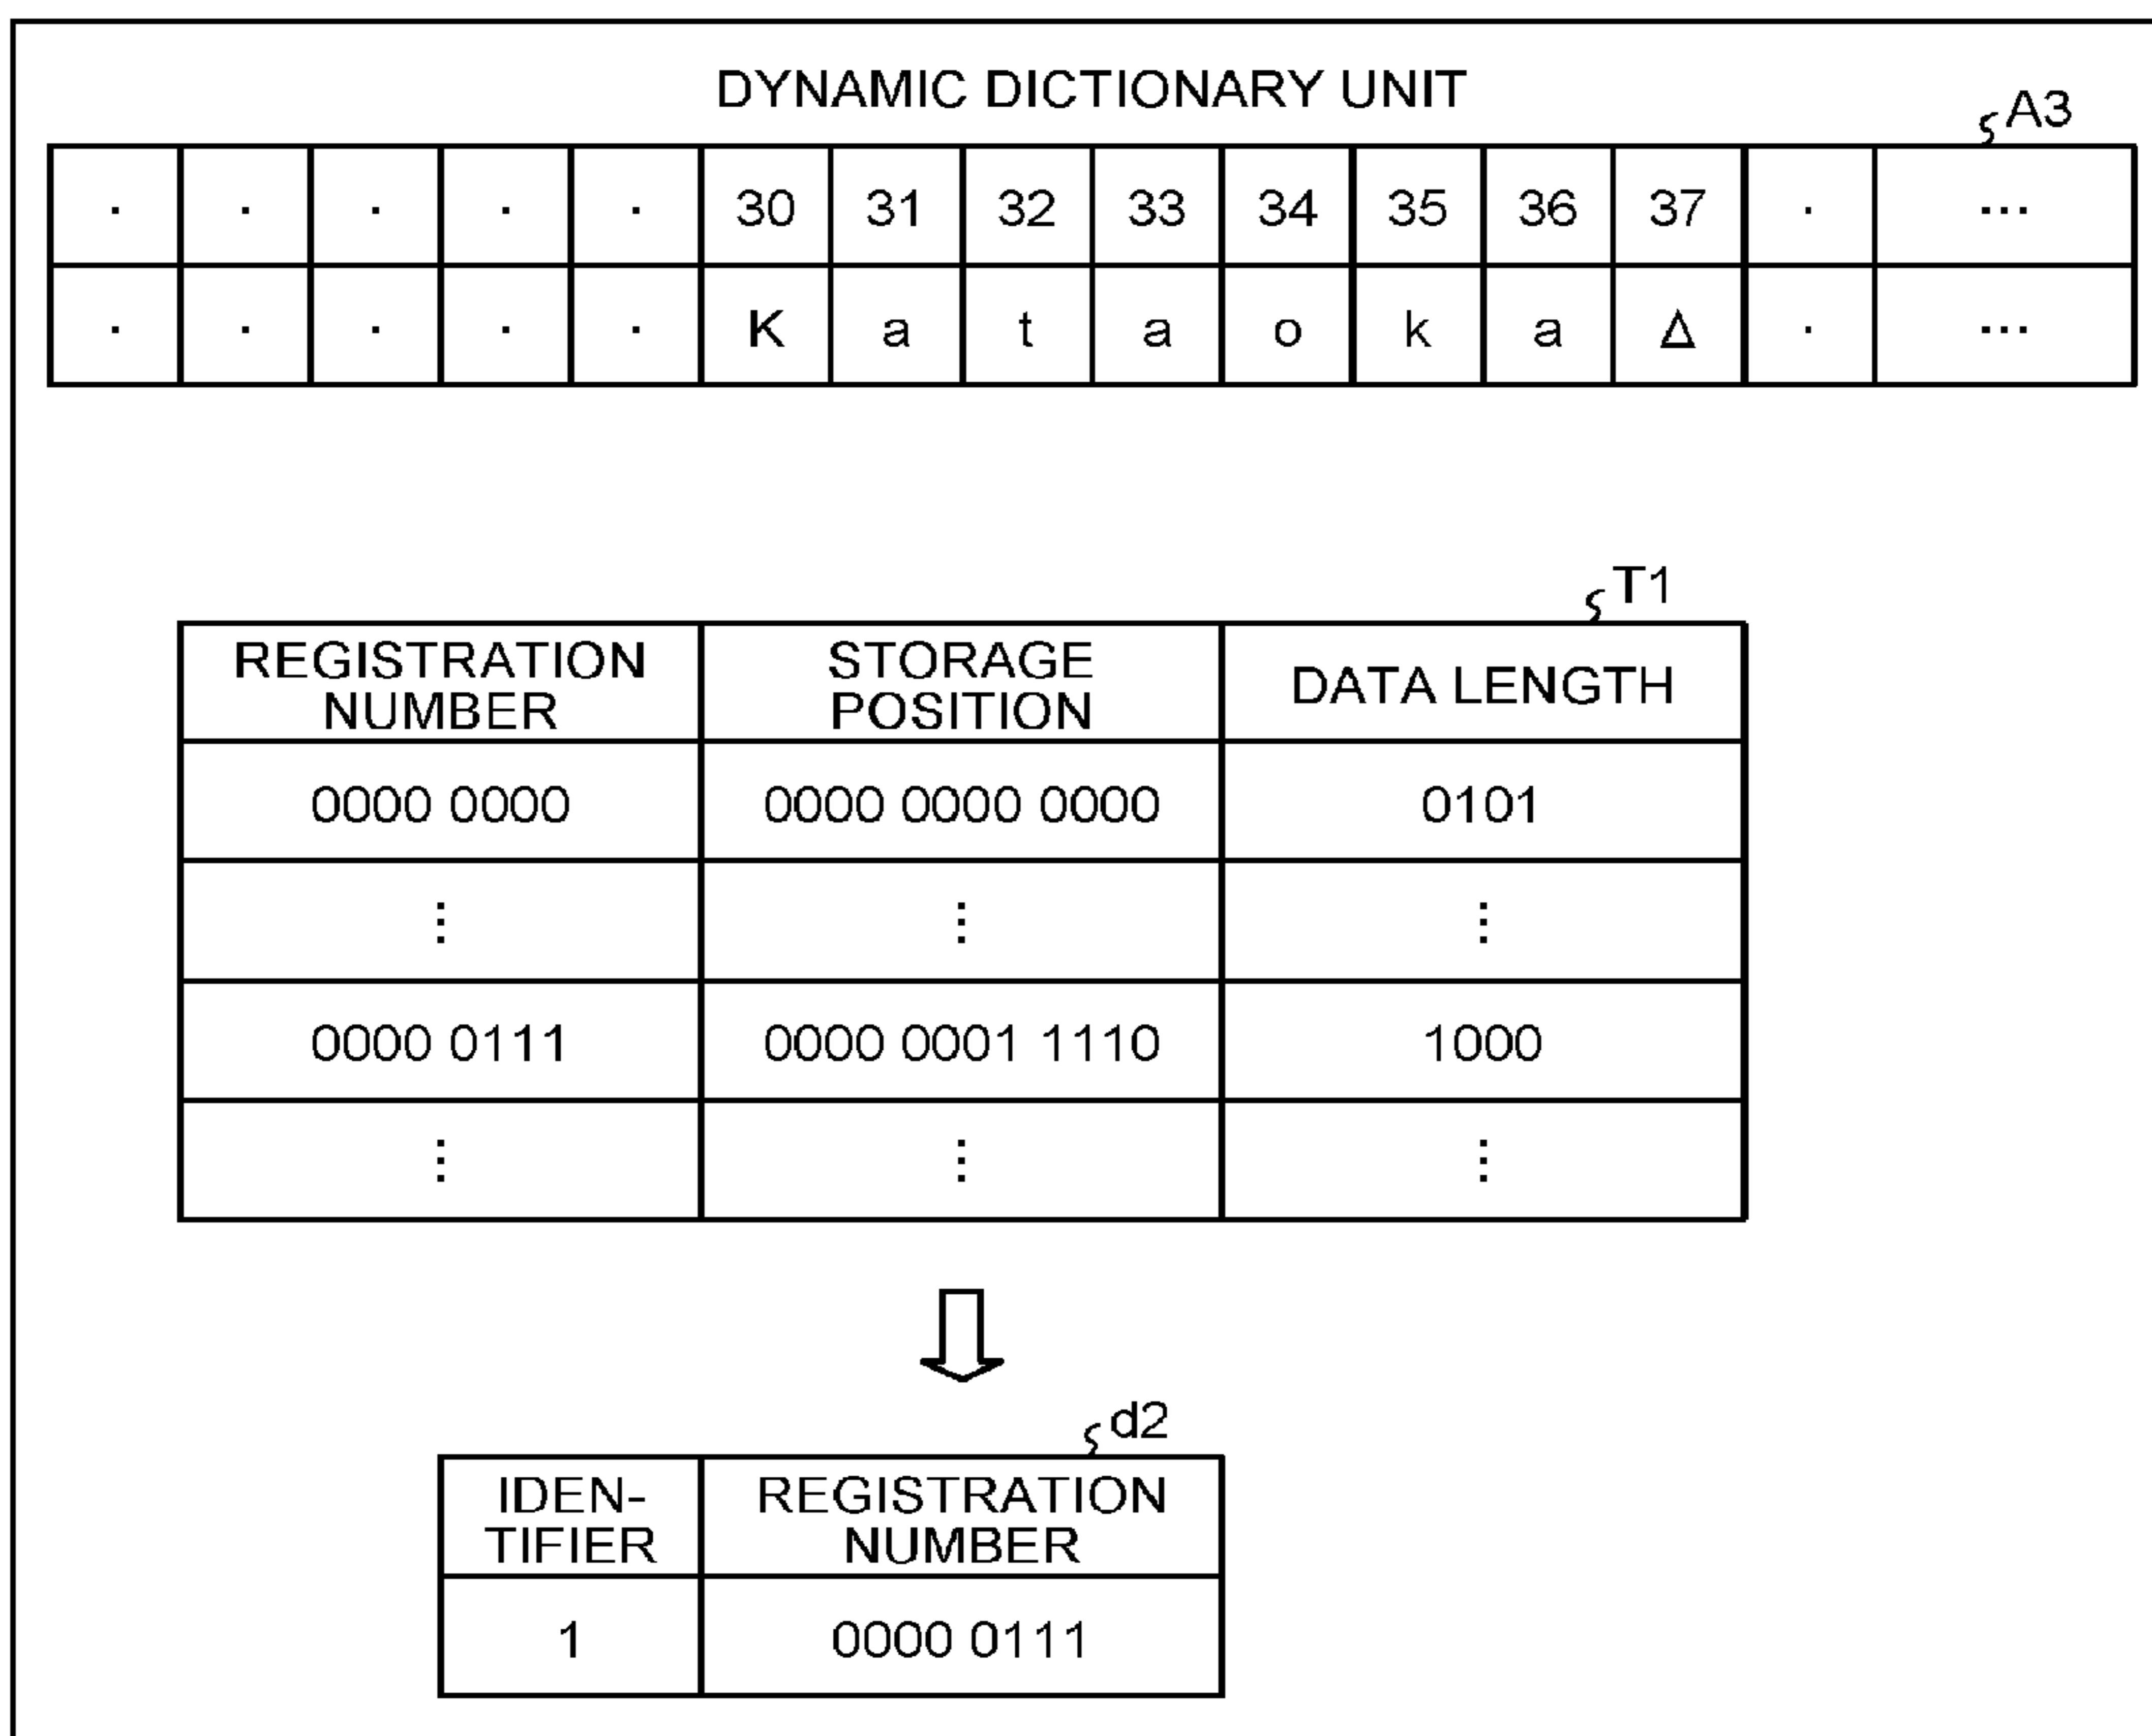 DYNAMIC DICTIONARY UNIT
A3
· · · · · 30 31 32 33 34 35 36 37 · ...
· · · · · K a t a o k a Δ · ...
T1
REGISTRATION NUMBER STORAGE POSITION DATA LENGTH
0000 0000 0000 0000 0000 0101
⋮ ⋮ ⋮
0000 0111 0000 0001 1110 1000
⋮ ⋮ ⋮
d2
IDEN-
TIFIER REGISTRATION NUMBER
1 0000 0111